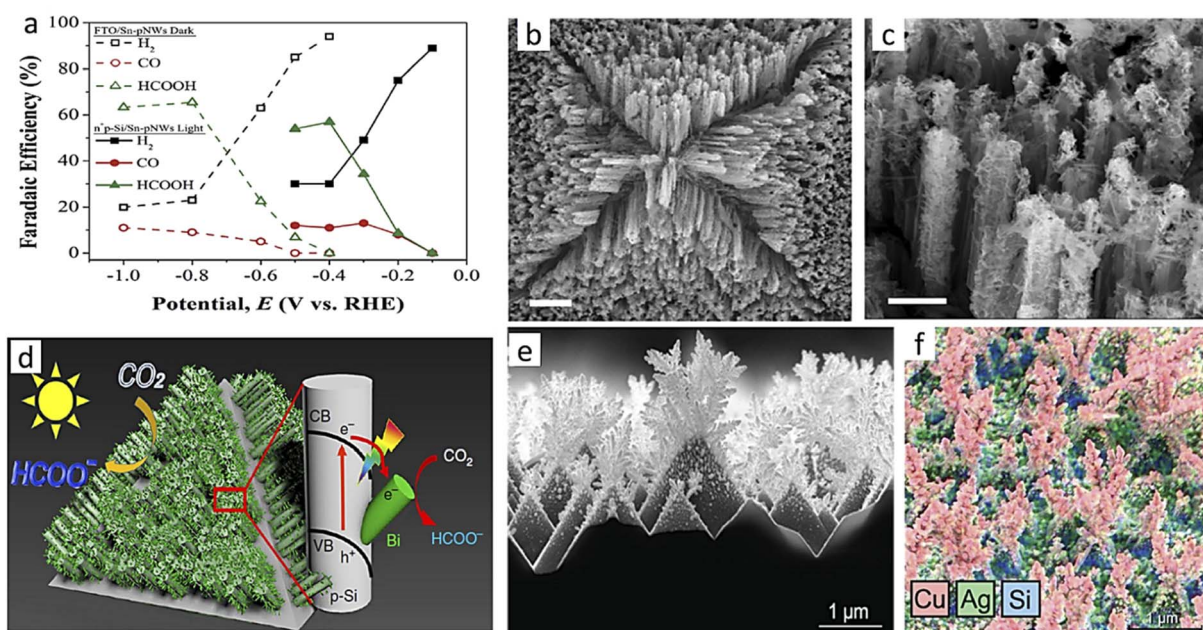 a
FTO/Sn-pNWs Dark
H₂
CO
HCOOH
n⁺p-Si/Sn-pNWs Light
H₂
CO
HCOOH
Faradaic Efficiency (%)
100
80
60
40
20
0
-1.0 -0.8 -0.6 -0.4 -0.2 0.0
Potential, E (V vs. RHE)
b
c
d
CO₂
HCOO⁻
CB
e⁻
e⁻
CO₂
HCOO⁻
Bi
VB
h⁺
p-Si
e
1 µm
f
Cu Ag Si
1 µm